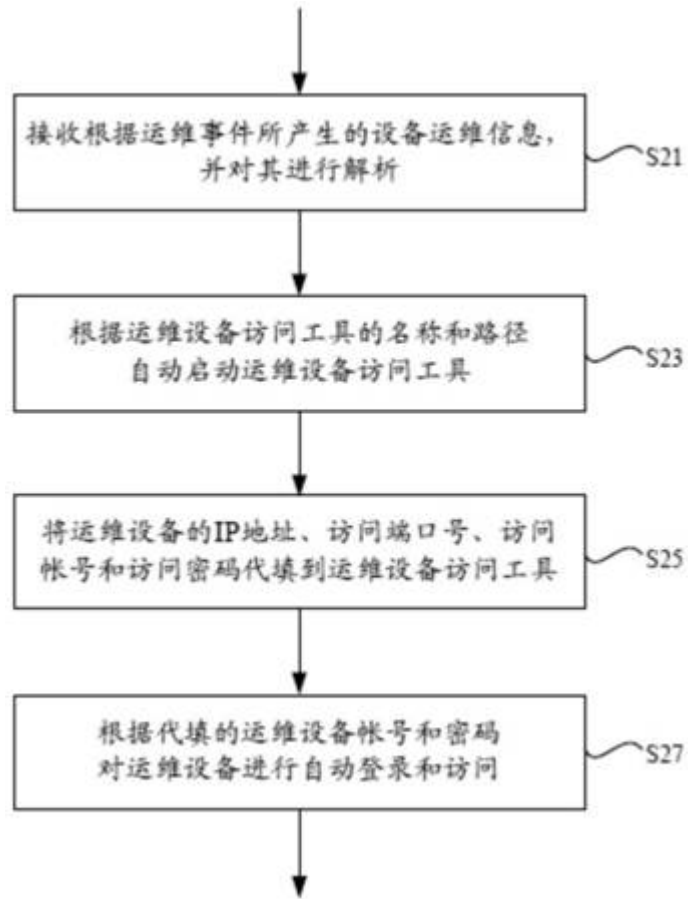 接收根据运维事件所产生的设备运维信息，
并对其进行解析
S21
根据运维设备访问工具的名称和路径
自动启动运维设备访问工具
S23
将运维设备的IP地址、访问端口号、访问
帐号和访问密码代填到运维设备访问工具
S25
根据代填的运维设备帐号和密码
对运维设备进行自动登录和访问
S27